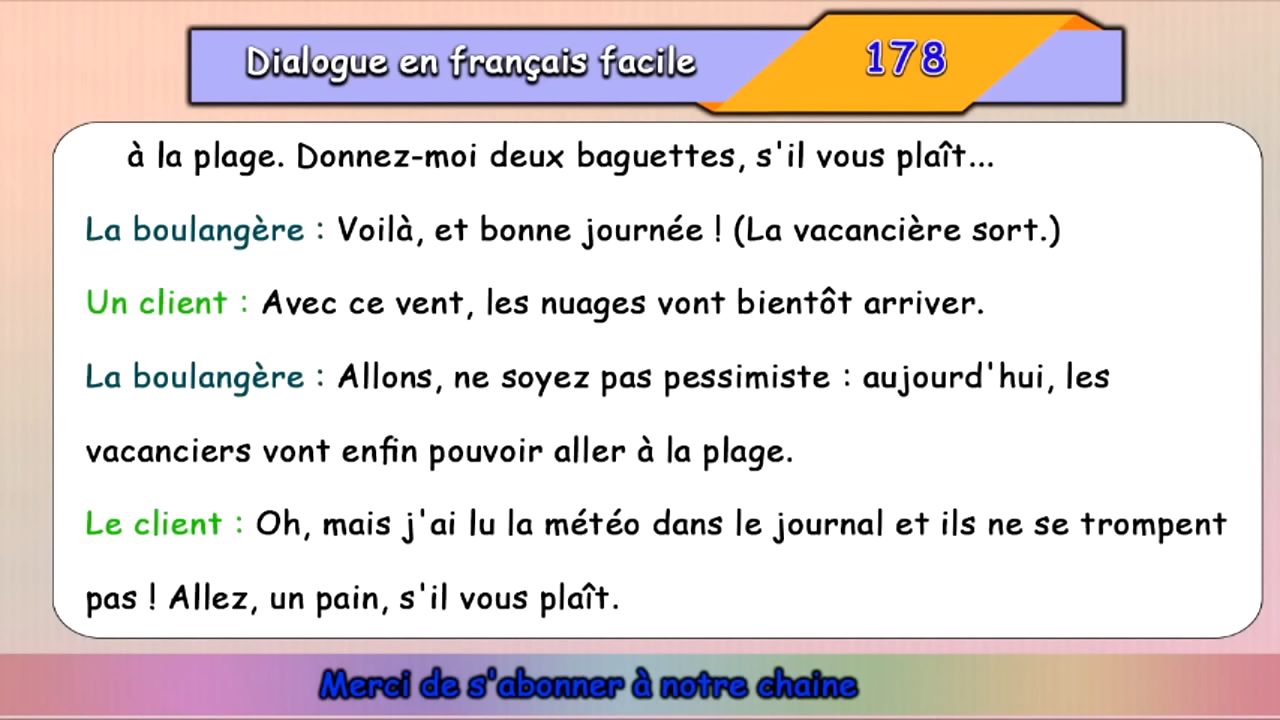 Dialogue en français facile
178
à la plage. Donnez-moi deux baguettes, s'il vous plaît...
La boulangère : Voilà, et bonne journée ! (La vacancière sort.)
Un client : Avec ce vent, les nuages vont bientôt arriver.
La boulangère : Allons, ne soyez pas pessimiste : aujourd'hui, les
vacanciers vont enfin pouvoir aller à la plage.
Le client : Oh, mais j'ai lu la météo dans le journal et ils ne se trompent
pas ! Allez, un pain, s'il vous plaît.
Merci de s'abonner à notre chaine